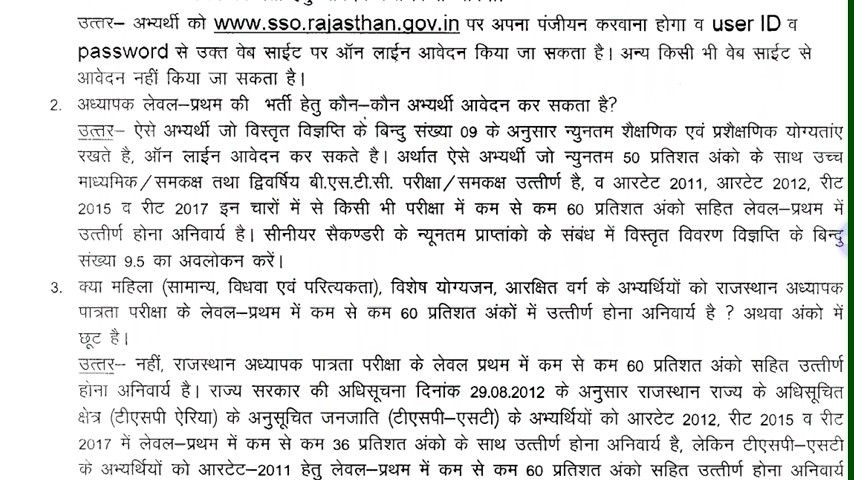 उत्तर– अभ्यर्थी को www.sso.rajasthan.gov.in पर अपना पंजीयन करवाना होगा व user ID व
password से उक्त वेब साईट पर ऑन लाईन आवेदन किया जा सकता है। अन्य किसी भी वेब साईट से
आवेदन नहीं किया जा सकता है।
2. अध्यापक लेवल–प्रथम की भर्ती हेतु कौन–कौन अभ्यर्थी आवेदन कर सकता है?
उत्तर– ऐसे अभ्यर्थी जो विस्तृत विज्ञप्ति के बिन्दु संख्या 09 के अनुसार न्युनतम शैक्षणिक एवं प्रशैक्षणिक योग्यताएं
रखते है, ऑन लाईन आवेदन कर सकते है। अर्थात ऐसे अभ्यर्थी जो न्युनतम 50 प्रतिशत अंको के साथ उच्च
माध्यमिक/समकक्ष तथा द्विवर्षिय बी.एस.टी.सी. परीक्षा/समकक्ष उत्तीर्ण है, व आरटेट 2011, आरटेट 2012, रीट
2015 व रीट 2017 इन चारों में से किसी भी परीक्षा में कम से कम 60 प्रतिशत अंको सहित लेवल–प्रथम में
उत्तीर्ण होना अनिवार्य है। सीनीयर सैकण्डरी के न्यूनतम प्राप्तांको के संबंध में विस्तृत विवरण विज्ञप्ति के बिन्दु
संख्या 9.5 का अवलोकन करें।
3. क्या महिला (सामान्य, विधवा एवं परित्यकता), विशेष योग्यजन, आरक्षित वर्ग के अभ्यर्थियों को राजस्थान अध्यापक
पात्रता परीक्षा के लेवल–प्रथम में कम से कम 60 प्रतिशत अंकों में उत्तीर्ण होना अनिवार्य है ? अथवा अंको में
छूट है।
उत्तर– नहीं, राजस्थान अध्यापक पात्रता परीक्षा के लेवल प्रथम में कम से कम 60 प्रतिशत अंको सहित उत्तीर्ण
होना अनिवार्य है। राज्य सरकार की अधिसूचना दिनांक 29.08.2012 के अनुसार राजस्थान राज्य के अधिसूचित
क्षेत्र (टीएसपी ऐरिया) के अनुसूचित जनजाति (टीएसपी–एसटी) के अभ्यर्थियों को आरटेट 2012, रीट 2015 व रीट
2017 में लेवल–प्रथम में कम से कम 36 प्रतिशत अंको के साथ उत्तीर्ण होना अनिवार्य है, लेकिन टीएसपी–एसटी
के अभ्यर्थियों को आरटेट–2011 हेतु लेवल–प्रथम में कम से कम 60 प्रतिशत अंको सहित उत्तीर्ण होना अनिवार्य